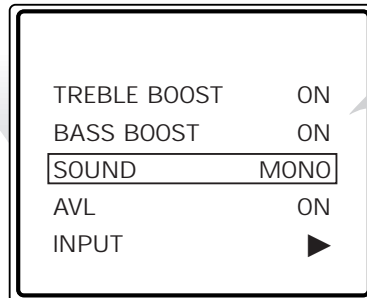 TREBLE BOOST ON
BASS BOOST ON
SOUND MONO
AVL ON
INPUT ▶